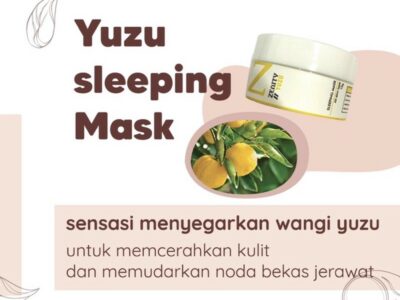 Yuzu
sleeping
Mask
sensasi menyegarkan wangi yuzu
untuk memcerahkan kulit
dan memudarkan noda bekas jerawat